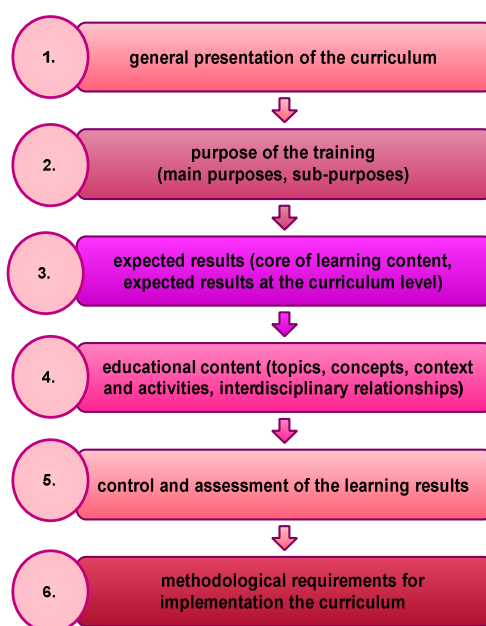 1.
general presentation of the curriculum
2.
purpose of the training
(main purposes, sub-purposes)
3.
expected results (core of learning content,
expected results at the curriculum level)
4.
educational content (topics, concepts, context
and activities, interdisciplinary relationships)
5.
control and assessment of the learning results
6.
methodological requirements for
implementation the curriculum